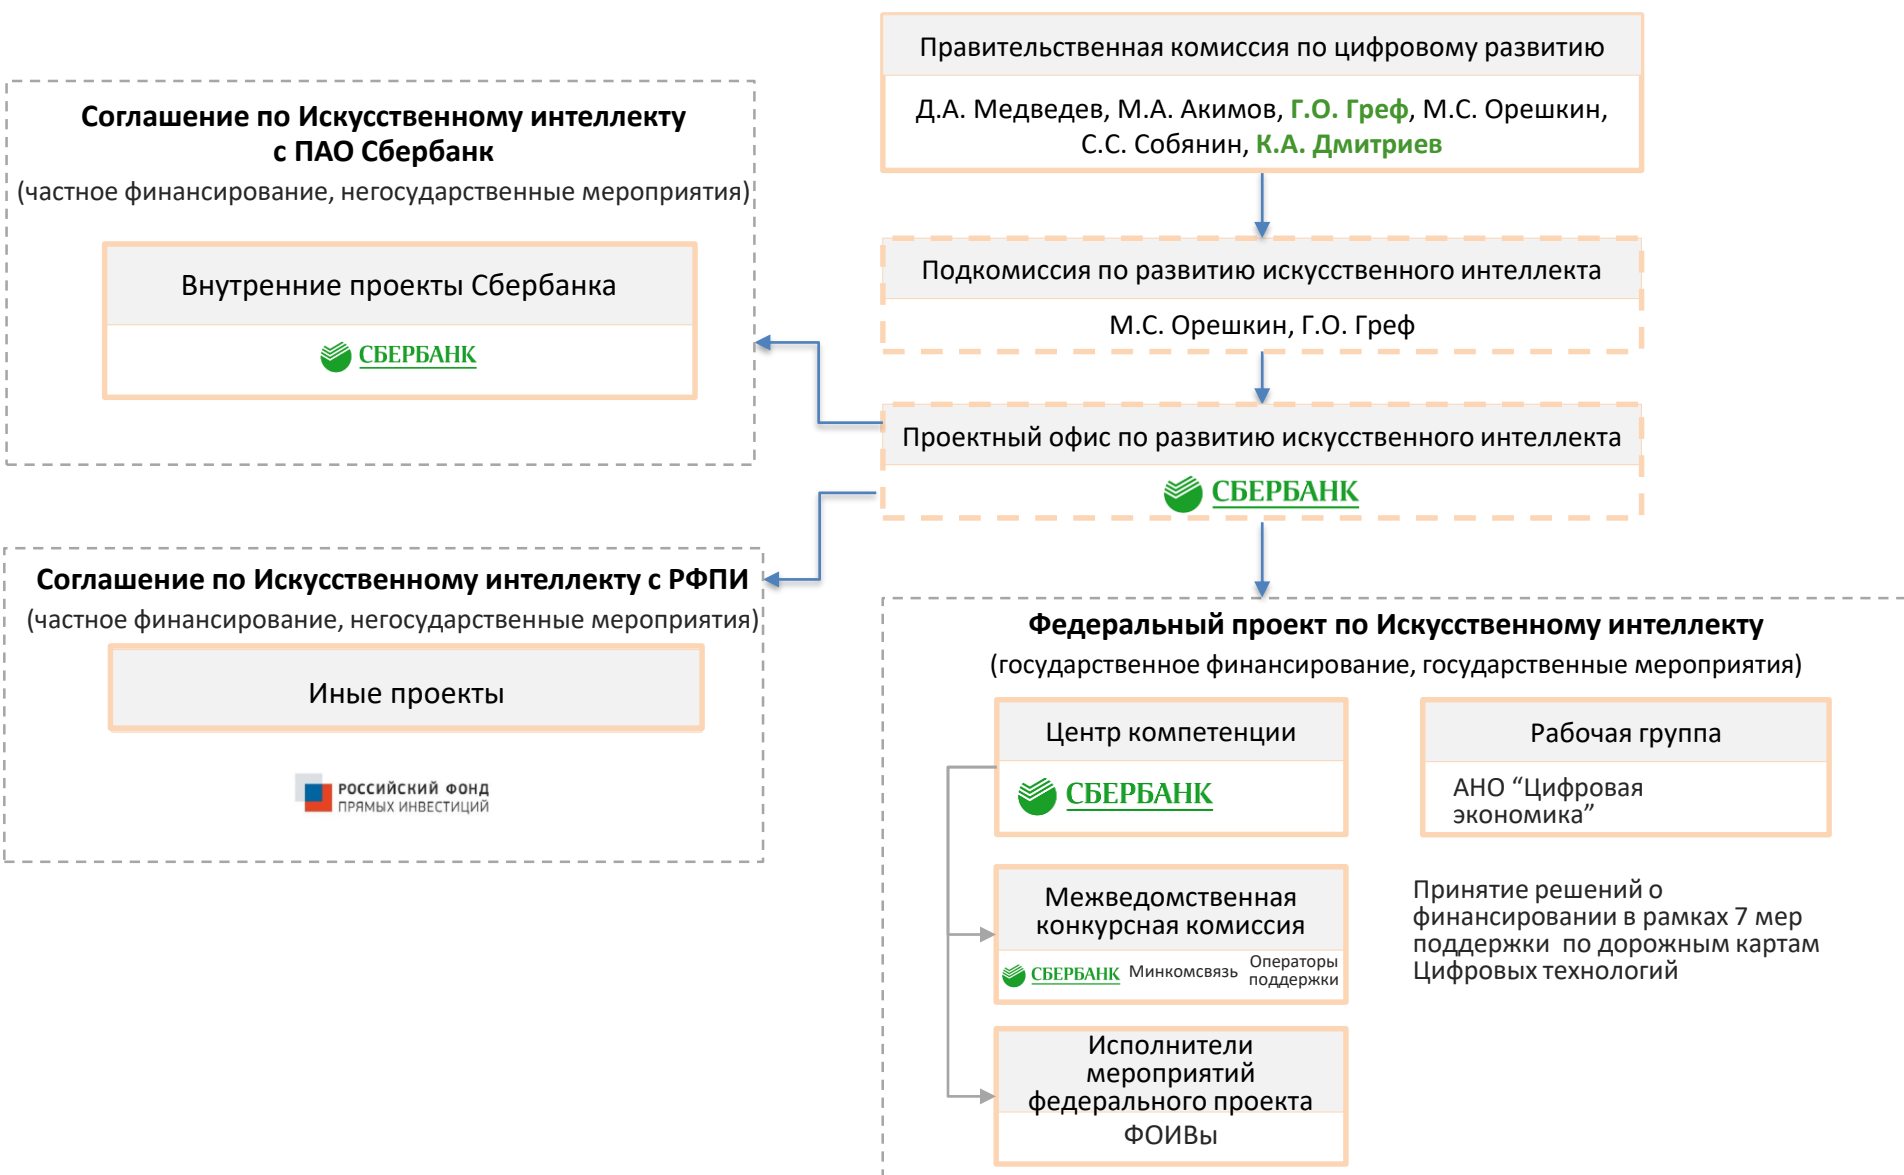 Правительственная комиссия по цифровому развитию
Д.А. Медведев, М.А. Акимов, Г.О. Греф, М.С. Орешкин,
С.С. Собянин, К.А. Дмитриев
Соглашение по Искусственному интеллекту
с ПАО Сбербанк
(частное финансирование, негосударственные мероприятия)
Внутренние проекты Сбербанка
СБЕРБАНК
Подкомиссия по развитию искусственного интеллекта
М.С. Орешкин, Г.О. Греф
Проектный офис по развитию искусственного интеллекта
СБЕРБАНК
Соглашение по Искусственному интеллекту с РФПИ
(частное финансирование, негосударственные мероприятия)
Иные проекты
РОССИЙСКИЙ ФОНД
ПРЯМЫХ ИНВЕСТИЦИЙ
Федеральный проект по Искусственному интеллекту
(государственное финансирование, государственные мероприятия)
Центр компетенции
СБЕРБАНК
Рабочая группа
АНО “Цифровая
экономика”
Межведомственная
конкурсная комиссия
СБЕРБАНК Минкомсвязь Операторы
поддержки
Принятие решений о
финансировании в рамках 7 мер
поддержки по дорожным картам
Цифровых технологий
Исполнители
мероприятий
федерального проекта
ФОИВы